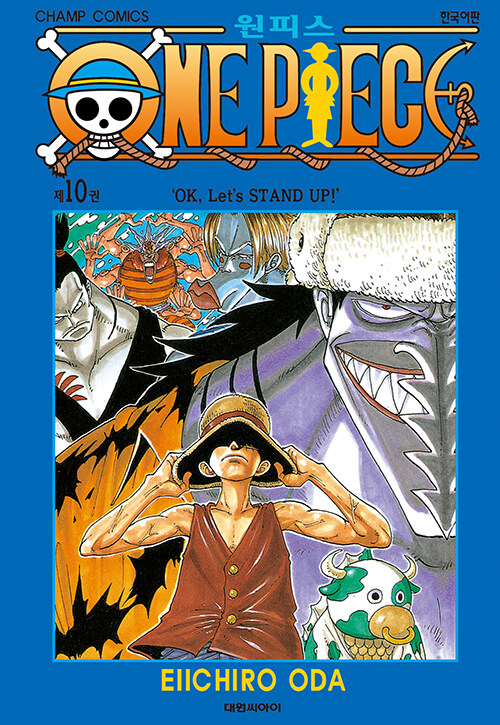 CHAMP COMICS
한국어판
원피스
ONE PIECE
제10권
'OK, Let's STAND UP!'
EIICHIRO ODA
대원씨아이